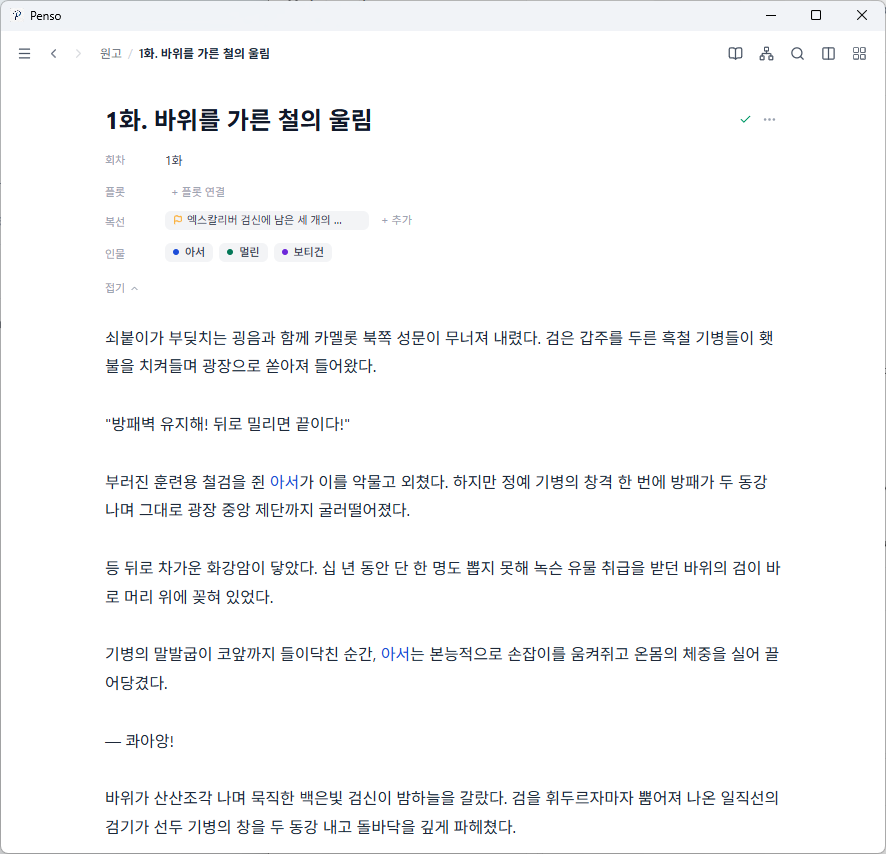 Penso
원고 / 1화. 바위를 가른 철의 울림
1화. 바위를 가른 철의 울림
회차 1화
플롯 + 플롯 연결
복선 엑스칼리버 검신에 남은 세 개의 ... + 추가
인물 아서 멀린 보티건
접기
쇠붙이가 부딪치는 굉음과 함께 카멜롯 북쪽 성문이 무너져 내렸다. 검은 갑주를 두른 흑철 기병들이 횃
불을 치켜들며 광장으로 쏟아져 들어왔다.
"방패벽 유지해! 뒤로 밀리면 끝이다!"
부러진 훈련용 철검을 쥔 아서가 이를 악물고 외쳤다. 하지만 정예 기병의 창격 한 번에 방패가 두 동강
나며 그대로 광장 중앙 제단까지 굴러떨어졌다.
등 뒤로 차가운 화강암이 닿았다. 십 년 동안 단 한 명도 뽑지 못해 녹슨 유물 취급을 받던 바위의 검이 바
로 머리 위에 꽂혀 있었다.
기병의 말발굽이 코앞까지 들이닥친 순간, 아서는 본능적으로 손잡이를 움켜쥐고 온몸의 체중을 실어 끌
어당겼다.
— 콰아앙!
바위가 산산조각 나며 묵직한 백은빛 검신이 밤하늘을 갈랐다. 검을 휘두르자마자 뿜어져 나온 일직선의
검기가 선두 기병의 창을 두 동강 내고 돌바닥을 깊게 파헤쳤다.